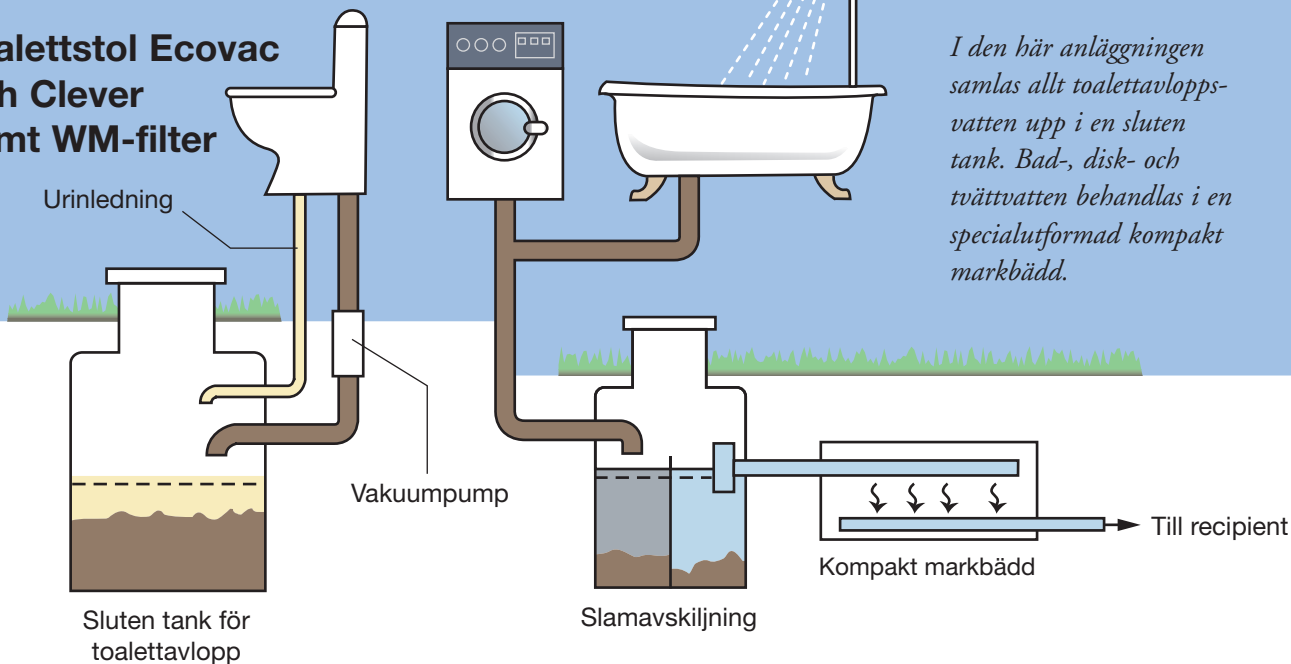 alettstol Ecovac
h Clever
mt WM-filter
Urinledning
I den här anläggningen
samlas allt toalettavlopps-
vatten upp i en sluten
tank. Bad-, disk- och
tvättvatten behandlas i en
specialutformad kompakt
markbädd.
Vakuumpump
Till recipient
Kompakt markbädd
Slamavskiljning
Sluten tank för
toalettavlopp